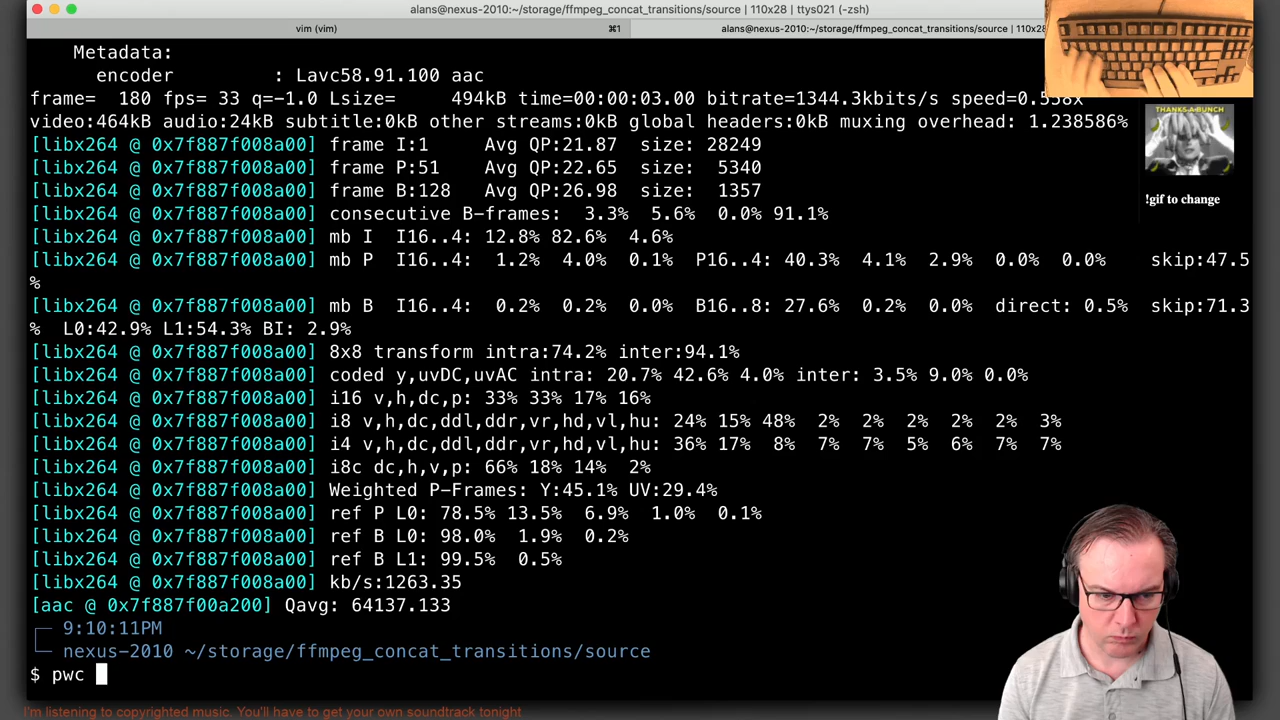 alans@nexus-2010:~/storage/ffmpeg_concat_transitions/source | 110x28 | ttys021 (-zsh)
vim (vim) ⌘1 alans@nexus-2010:~/storage/ffmpeg_concat_transitions/source | 110x28
Metadata:
encoder : Lavc58.91.100 aac
frame= 180 fps= 33 q=-1.0 Lsize= 494kB time=00:00:03.00 bitrate=1344.3kbits/s speed=0.558x
video:464kB audio:24kB subtitle:0kB other streams:0kB global headers:0kB muxing overhead: 1.238586%
[libx264 @ 0x7f887f008a00] frame I:1 Avg QP:21.87 size: 28249
[libx264 @ 0x7f887f008a00] frame P:51 Avg QP:22.65 size: 5340
[libx264 @ 0x7f887f008a00] frame B:128 Avg QP:26.98 size: 1357
[libx264 @ 0x7f887f008a00] consecutive B-frames: 3.3% 5.6% 0.0% 91.1%
[libx264 @ 0x7f887f008a00] mb I I16..4: 12.8% 82.6% 4.6%
[libx264 @ 0x7f887f008a00] mb P I16..4: 1.2% 4.0% 0.1% P16..4: 40.3% 4.1% 2.9% 0.0% 0.0% skip:47.5
%
[libx264 @ 0x7f887f008a00] mb B I16..4: 0.2% 0.2% 0.0% B16..8: 27.6% 0.2% 0.0% direct: 0.5% skip:71.3
% L0:42.9% L1:54.3% BI: 2.9%
[libx264 @ 0x7f887f008a00] 8x8 transform intra:74.2% inter:94.1%
[libx264 @ 0x7f887f008a00] coded y,uvDC,uvAC intra: 20.7% 42.6% 4.0% inter: 3.5% 9.0% 0.0%
[libx264 @ 0x7f887f008a00] i16 v,h,dc,p: 33% 33% 17% 16%
[libx264 @ 0x7f887f008a00] i8 v,h,dc,ddl,ddr,vr,hd,vl,hu: 24% 15% 48% 2% 2% 2% 2% 2% 3%
[libx264 @ 0x7f887f008a00] i4 v,h,dc,ddl,ddr,vr,hd,vl,hu: 36% 17% 8% 7% 7% 5% 6% 7% 7%
[libx264 @ 0x7f887f008a00] i8c dc,h,v,p: 66% 18% 14% 2%
[libx264 @ 0x7f887f008a00] Weighted P-Frames: Y:45.1% UV:29.4%
[libx264 @ 0x7f887f008a00] ref P L0: 78.5% 13.5% 6.9% 1.0% 0.1%
[libx264 @ 0x7f887f008a00] ref B L0: 98.0% 1.9% 0.2%
[libx264 @ 0x7f887f008a00] ref B L1: 99.5% 0.5%
[libx264 @ 0x7f887f008a00] kb/s:1263.35
[aac @ 0x7f887f00a200] Qavg: 64137.133
9:10:11PM
nexus-2010 ~/storage/ffmpeg_concat_transitions/source
$ pwc
THANKS-A-BUNCH
!gif to change
I'm listening to copyrighted music. You'll have to get your own soundtrack tonight